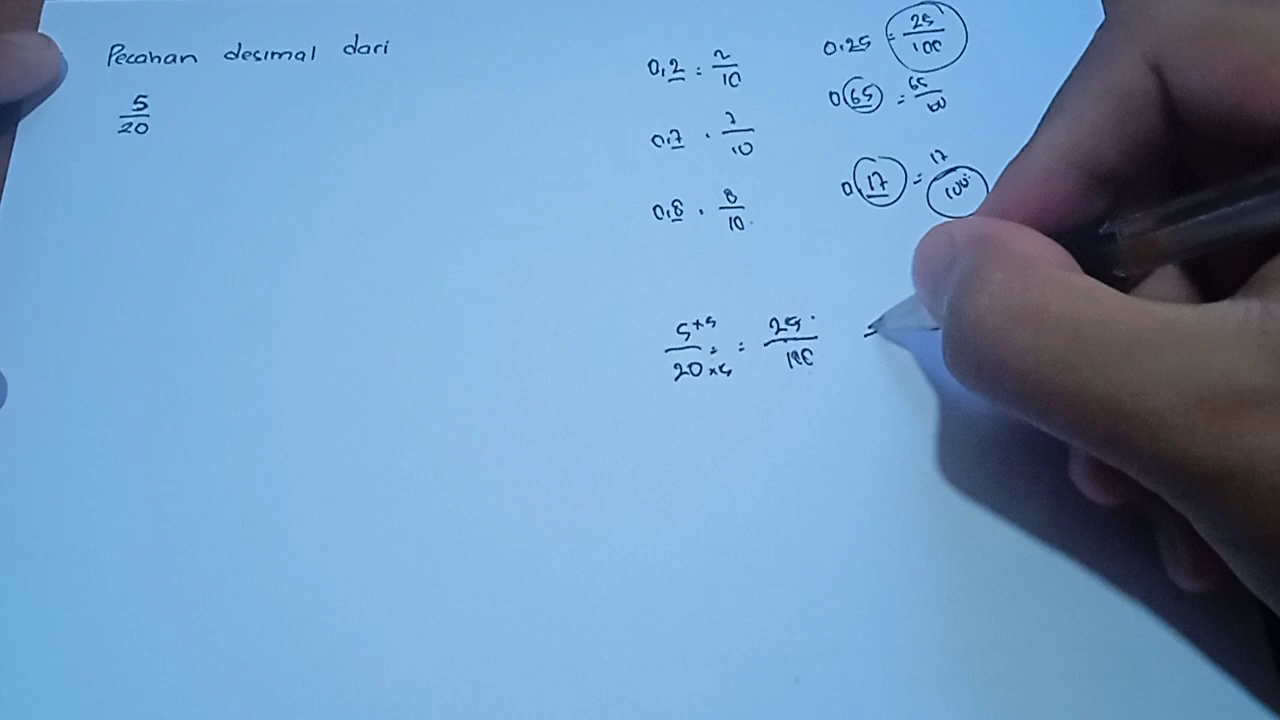 Pecahan desimal dari
5/20
0,2 = 2/10
0,7 = 7/10
0,8 = 8/10
0,25 = 25/100
0,65 = 65/100
0,17 = 17/100
5×5/20×5 = 25/100 =